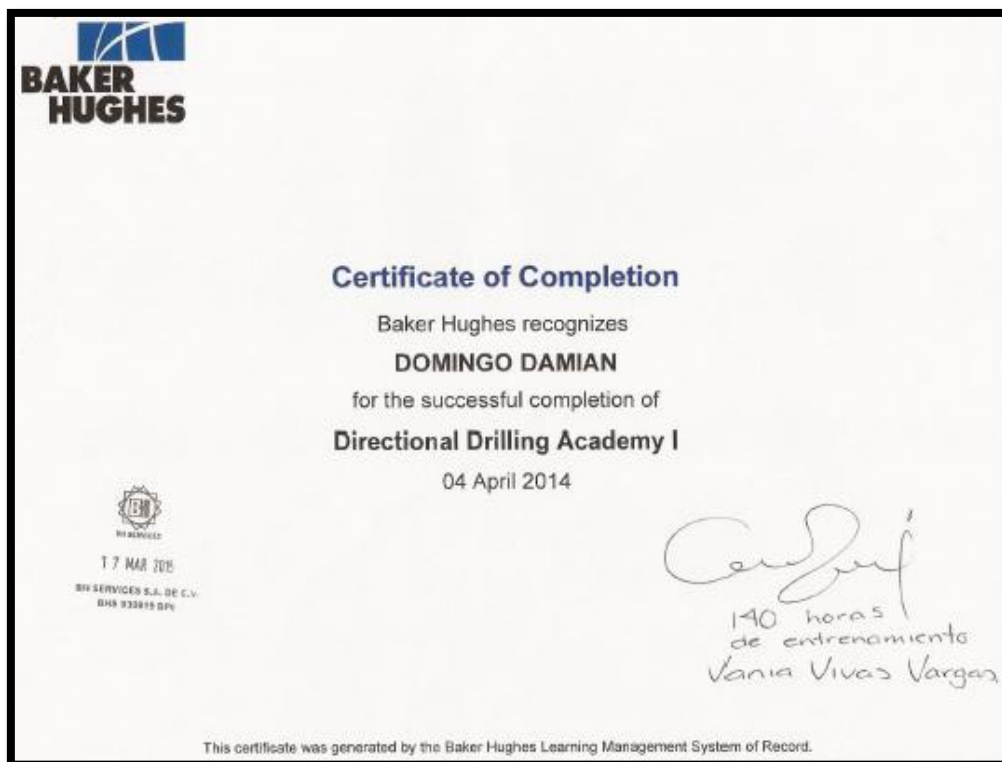 BAKER
HUGHES
Certificate of Completion
Baker Hughes recognizes
DOMINGO DAMIAN
for the successful completion of
Directional Drilling Academy I
04 April 2014
BH SERVICES
17 MAR 2015
BH SERVICES S.A. DE C.V.
140 horas
de entrenamiento
Vania Vivas Vargas
This certificate was generated by the Baker Hughes Learning Management System of Record.